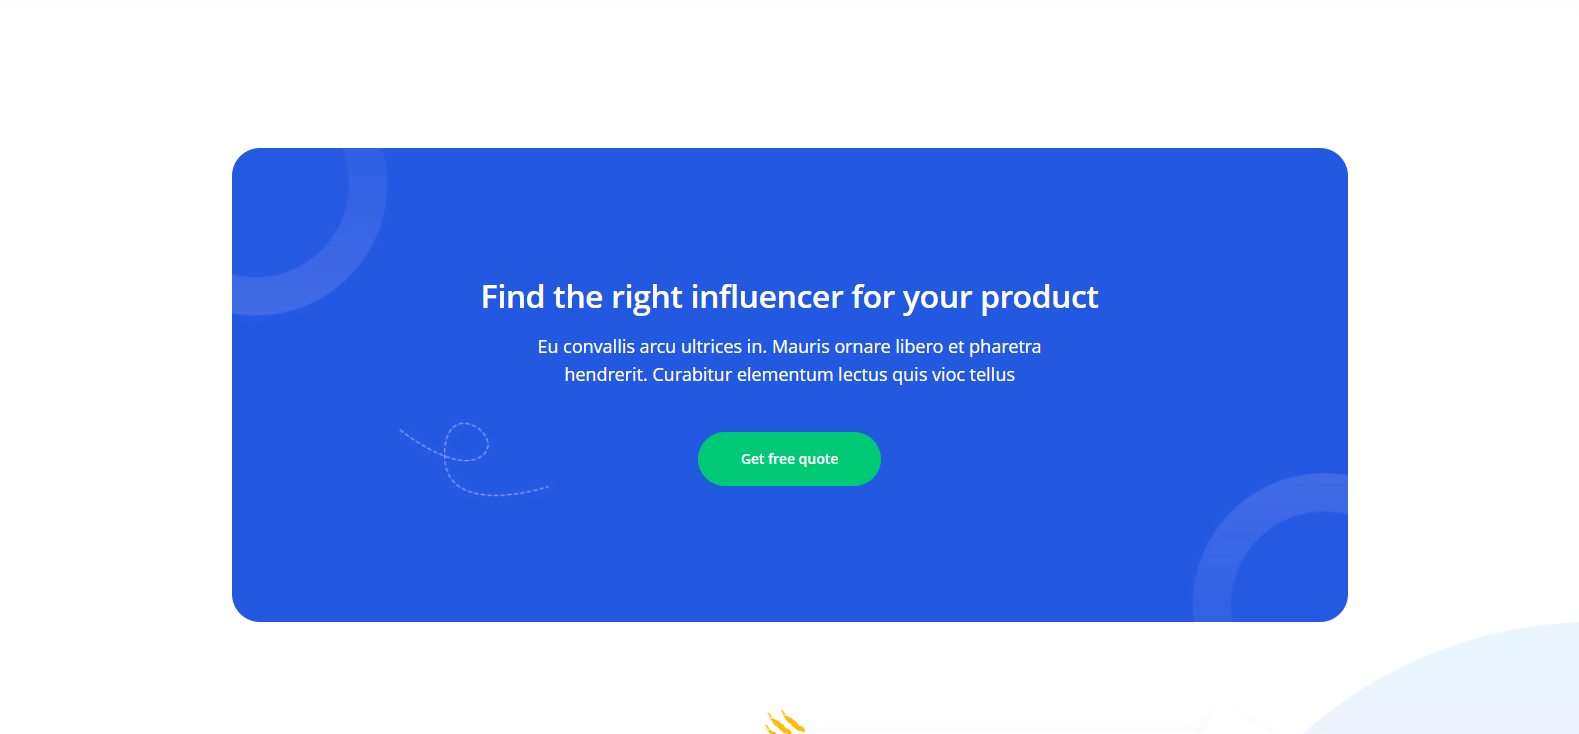 Find the right influencer for your product
Eu convallis arcu ultrices in. Mauris ornare libero et pharetra
hendrerit. Curabitur elementum lectus quis vioc tellus
Get free quote